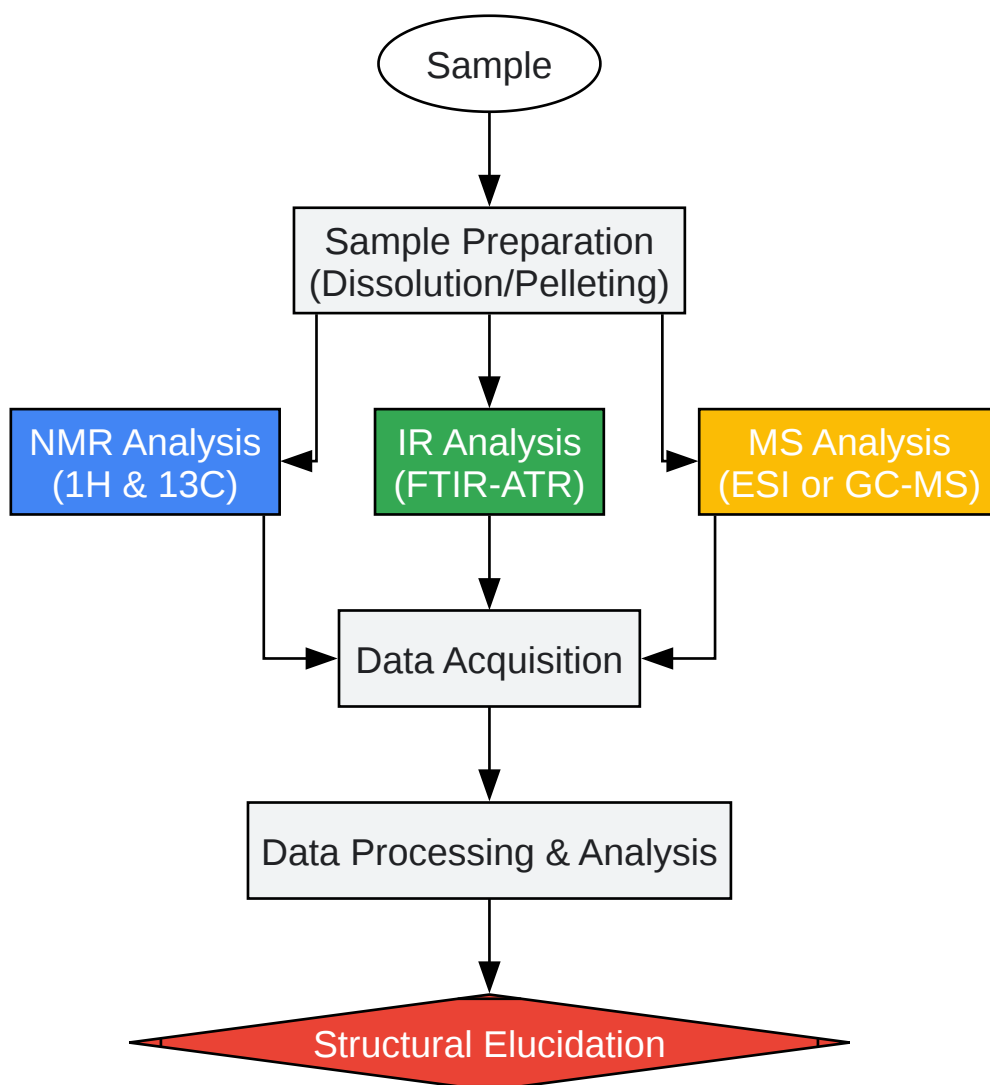 Sample
Sample Preparation
(Dissolution/Pelleting)
NMR Analysis
(1H & 13C)
IR Analysis
(FTIR-ATR)
MS Analysis
(ESI or GC-MS)
Data Acquisition
Data Processing & Analysis
Structural Elucidation